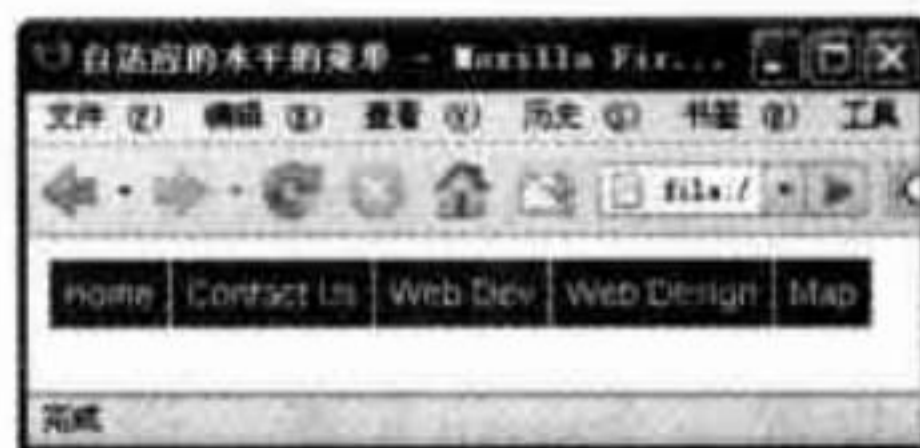 自适应的水平的菜单 - Mozilla Fir...
文件 (F) 编辑 (E) 查看 (V) 历史 (S) 书签 (B) 工具
file:/
Home Contact Us Web Dev Web Design Map
完成